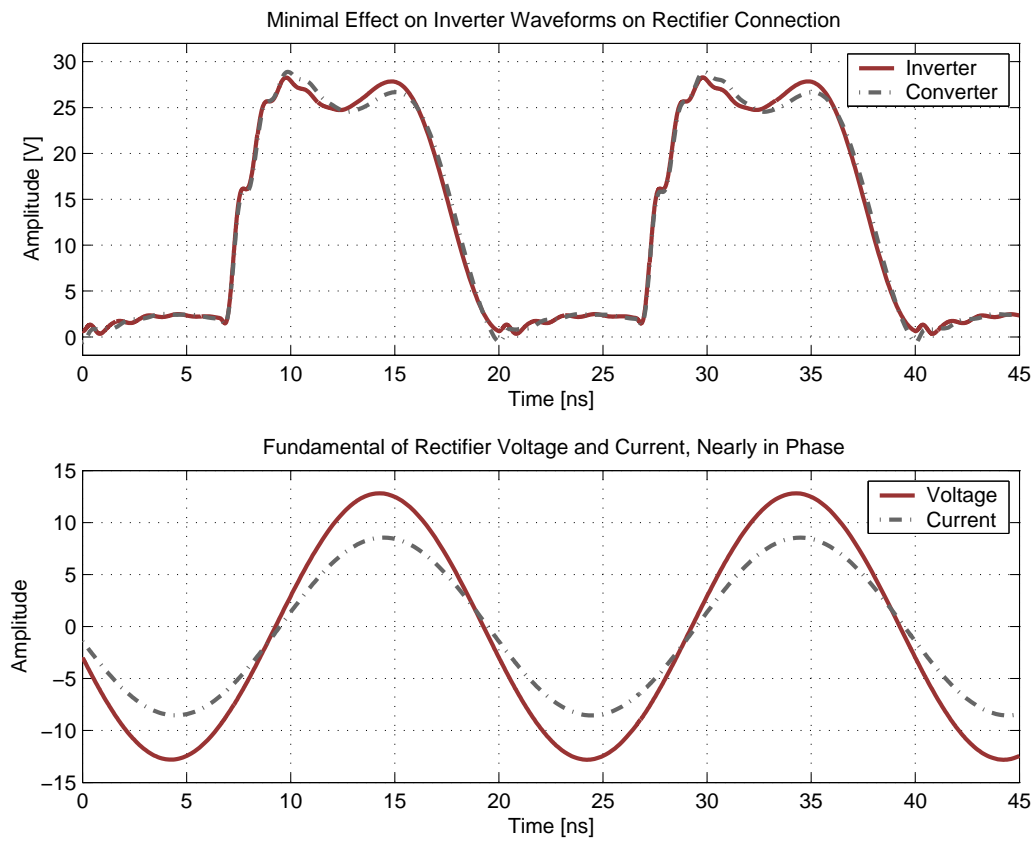 Minimal Effect on Inverter Waveforms on Rectifier Connection
Amplitude [V]
30
25
20
15
10
5
0
Inverter
Converter
0 5 10 15 20 25 30 35 40 45
Time [ns]
Fundamental of Rectifier Voltage and Current, Nearly in Phase
Amplitude
15
10
5
0
−5
−10
−15
Voltage
Current
0 5 10 15 20 25 30 35 40 45
Time [ns]